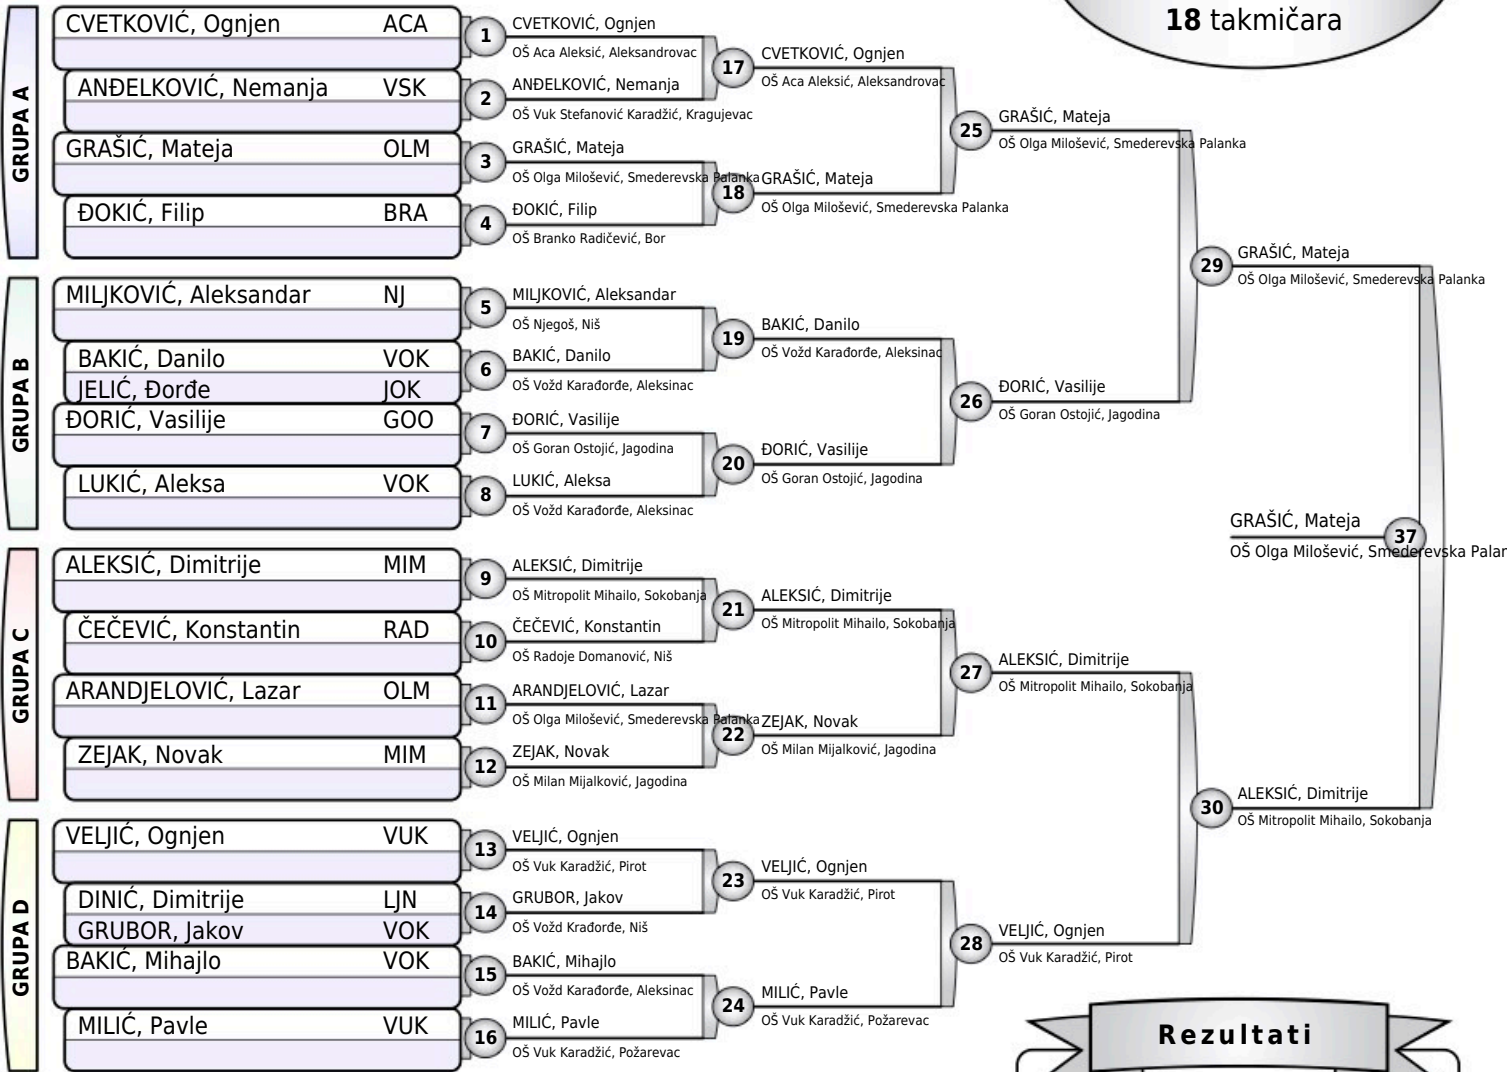 18 takmičara
GRUPA A
CVETKOVIĆ, Ognjen ACA
ANĐELKOVIĆ, Nemanja VSK
GRAŠIĆ, Mateja OLM
ĐOKIĆ, Filip BRA
GRUPA B
MILJKOVIĆ, Aleksandar NJ
BAKIĆ, Danilo VOK
JELIĆ, Đorđe JOK
ĐORIĆ, Vasilije GOO
LUKIĆ, Aleksa VOK
GRUPA C
ALEKSIĆ, Dimitrije MIM
ČEČEVIĆ, Konstantin RAD
ARANDJELOVIĆ, Lazar OLM
ZEJAK, Novak MIM
GRUPA D
VELJIĆ, Ognjen VUK
DINIĆ, Dimitrije LJN
GRUBOR, Jakov VOK
BAKIĆ, Mihajlo VOK
MILIĆ, Pavle VUK
1 CVETKOVIĆ, Ognjen
OŠ Aca Aleksić, Aleksandrovac
2 ANĐELKOVIĆ, Nemanja
OŠ Vuk Stefanović Karadžić, Kragujevac
3 GRAŠIĆ, Mateja
OŠ Olga Milošević, Smederevska Palanka
4 ĐOKIĆ, Filip
OŠ Branko Radičević, Bor
5 MILJKOVIĆ, Aleksandar
OŠ Njegoš, Niš
6 BAKIĆ, Danilo
OŠ Vožd Karađorđe, Aleksinac
7 ĐORIĆ, Vasilije
OŠ Goran Ostojić, Jagodina
8 LUKIĆ, Aleksa
OŠ Vožd Karađorđe, Aleksinac
9 ALEKSIĆ, Dimitrije
OŠ Mitropolit Mihailo, Sokobanja
10 ČEČEVIĆ, Konstantin
OŠ Radoje Domanović, Niš
11 ARANDJELOVIĆ, Lazar
OŠ Olga Milošević, Smederevska Palanka
12 ZEJAK, Novak
OŠ Milan Mijalković, Jagodina
13 VELJIĆ, Ognjen
OŠ Vuk Karadžić, Pirot
14 GRUBOR, Jakov
OŠ Vožd Krađorđe, Niš
15 BAKIĆ, Mihajlo
OŠ Vožd Karađorđe, Aleksinac
16 MILIĆ, Pavle
OŠ Vuk Karadžić, Požarevac
17 CVETKOVIĆ, Ognjen
OŠ Aca Aleksić, Aleksandrovac
18 GRAŠIĆ, Mateja
OŠ Olga Milošević, Smederevska Palanka
19 BAKIĆ, Danilo
OŠ Vožd Karađorđe, Aleksinac
20 ĐORIĆ, Vasilije
OŠ Goran Ostojić, Jagodina
21 ALEKSIĆ, Dimitrije
OŠ Mitropolit Mihailo, Sokobanja
22 ZEJAK, Novak
OŠ Milan Mijalković, Jagodina
23 VELJIĆ, Ognjen
OŠ Vuk Karadžić, Pirot
24 MILIĆ, Pavle
OŠ Vuk Karadžić, Požarevac
25 GRAŠIĆ, Mateja
OŠ Olga Milošević, Smederevska Palanka
26 ĐORIĆ, Vasilije
OŠ Goran Ostojić, Jagodina
27 ALEKSIĆ, Dimitrije
OŠ Mitropolit Mihailo, Sokobanja
28 VELJIĆ, Ognjen
OŠ Vuk Karadžić, Pirot
29 GRAŠIĆ, Mateja
OŠ Olga Milošević, Smederevska Palanka
30 ALEKSIĆ, Dimitrije
OŠ Mitropolit Mihailo, Sokobanja
GRAŠIĆ, Mateja 37
OŠ Olga Milošević, Smederevska Palan
Rezultati